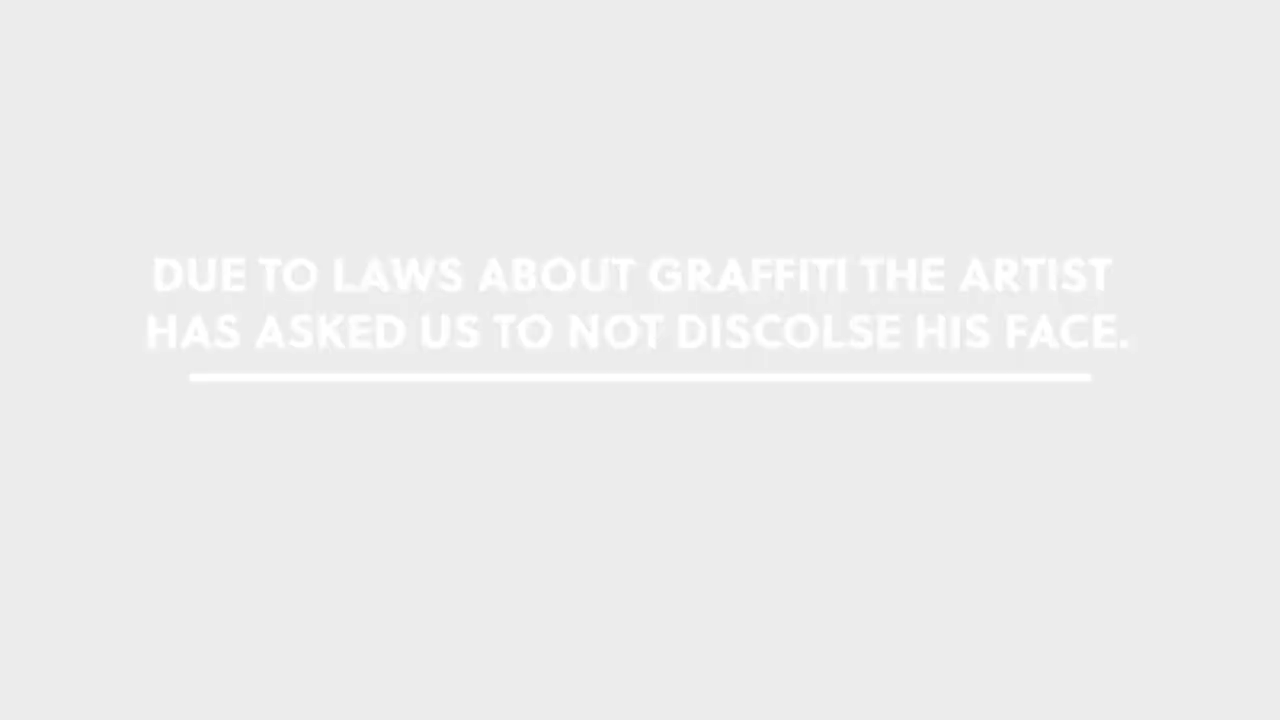 DUE TO LAWS ABOUT GRAFFITI THE ARTIST
HAS ASKED US TO NOT DISCOLSE HIS FACE.